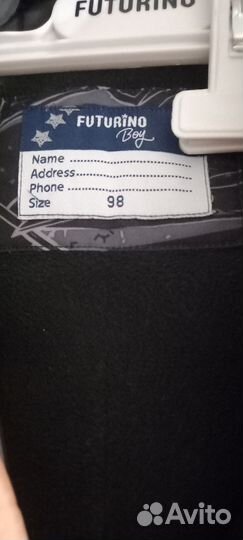 FUTURINO
FUTURINO
Boy
Name
Address
Phone
Size 98
Avito